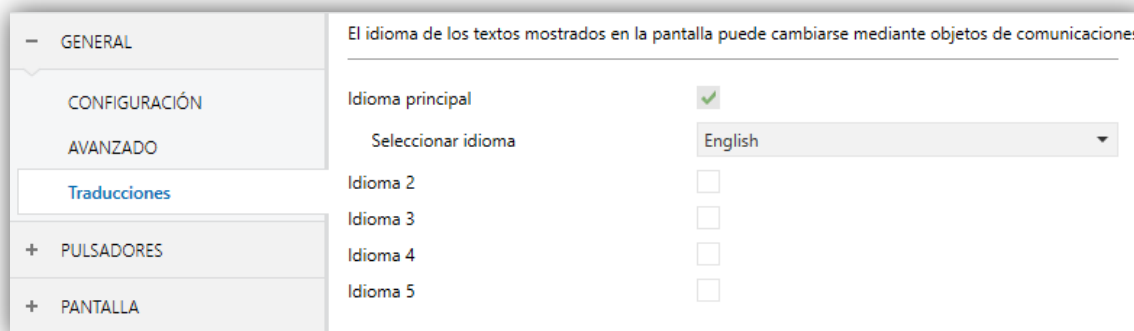 − GENERAL
CONFIGURACIÓN
AVANZADO
Traducciones
+ PULSADORES
+ PANTALLA
El idioma de los textos mostrados en la pantalla puede cambiarse mediante objetos de comunicaciones
Idioma principal
Seleccionar idioma English
Idioma 2
Idioma 3
Idioma 4
Idioma 5